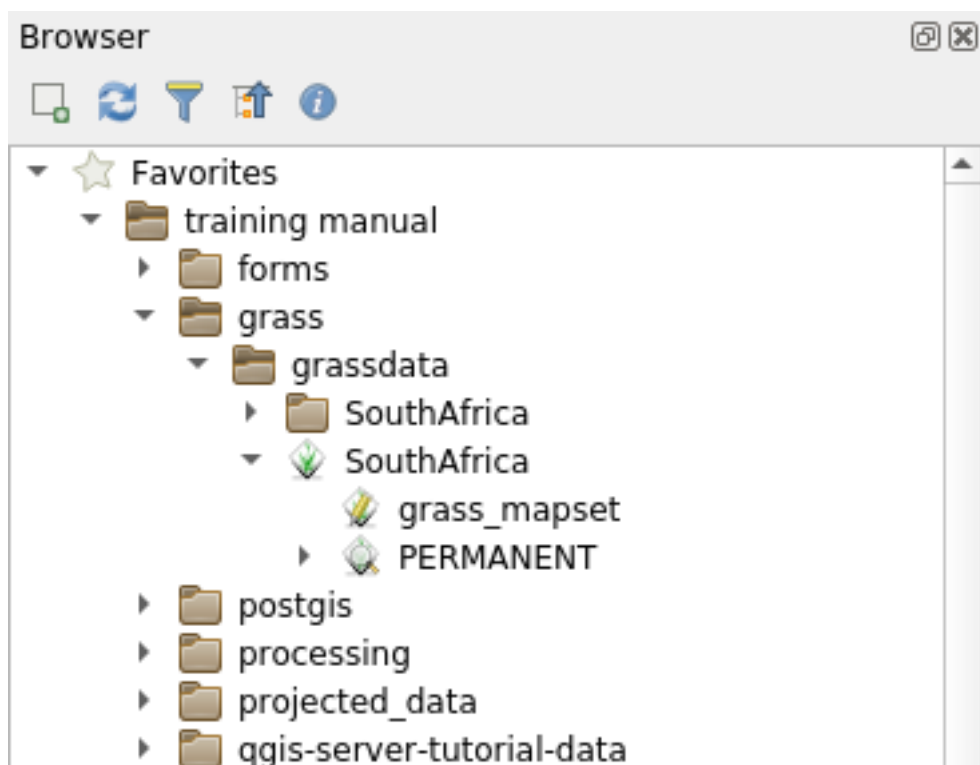 Browser
Favorites
training manual
forms
grass
grassdata
SouthAfrica
SouthAfrica
grass_mapset
PERMANENT
postgis
processing
projected_data
qgis-server-tutorial-data